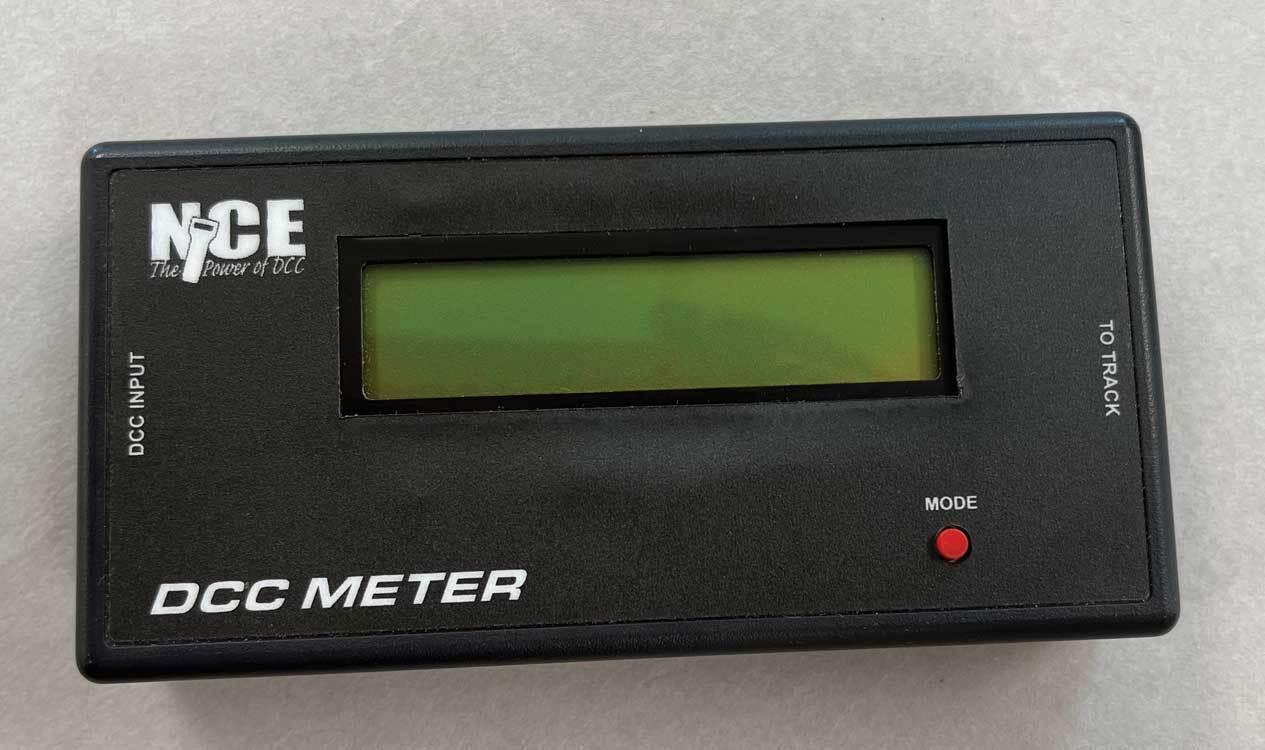 NCE
The Power of DCC
DCC INPUT
TO TRACK
MODE
DCC METER